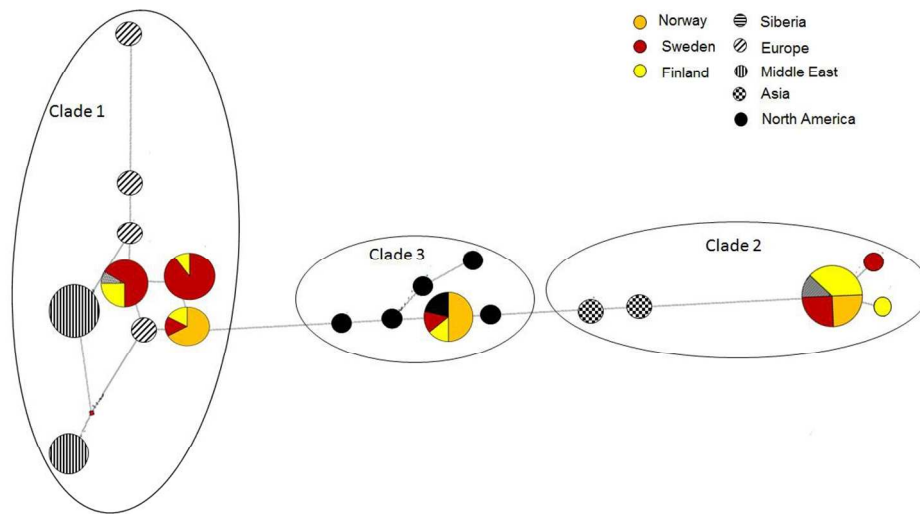 Norway
Siberia
Sweden
Europe
Finland
Middle East
Asia
North America
Clade 1
Clade 3
Clade 2